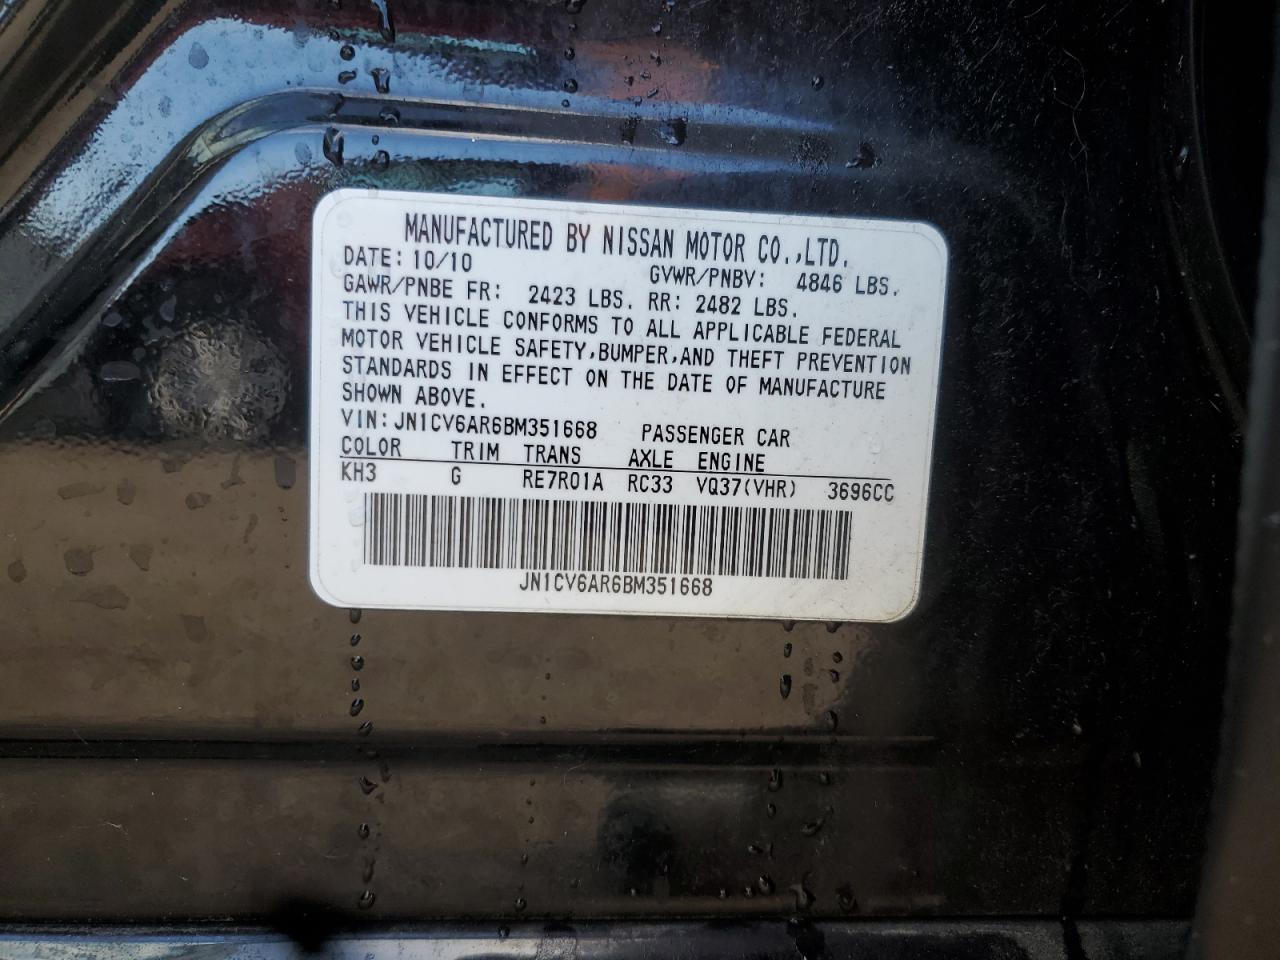 MANUFACTURED BY NISSAN MOTOR CO.,LTD.
DATE: 10/10 GVWR/PNBV: 4846 LBS.
GAWR/PNBE FR: 2423 LBS. RR: 2482 LBS.
THIS VEHICLE CONFORMS TO ALL APPLICABLE FEDERAL
MOTOR VEHICLE SAFETY,BUMPER,AND THEFT PREVENTION
STANDARDS IN EFFECT ON THE DATE OF MANUFACTURE
SHOWN ABOVE.
VIN:JN1CV6AR6BM351668 PASSENGER CAR
COLOR TRIM TRANS AXLE ENGINE
KH3 G RE7R01A RC33 VQ37(VHR) 3696CC
JN1CV6AR6BM351668